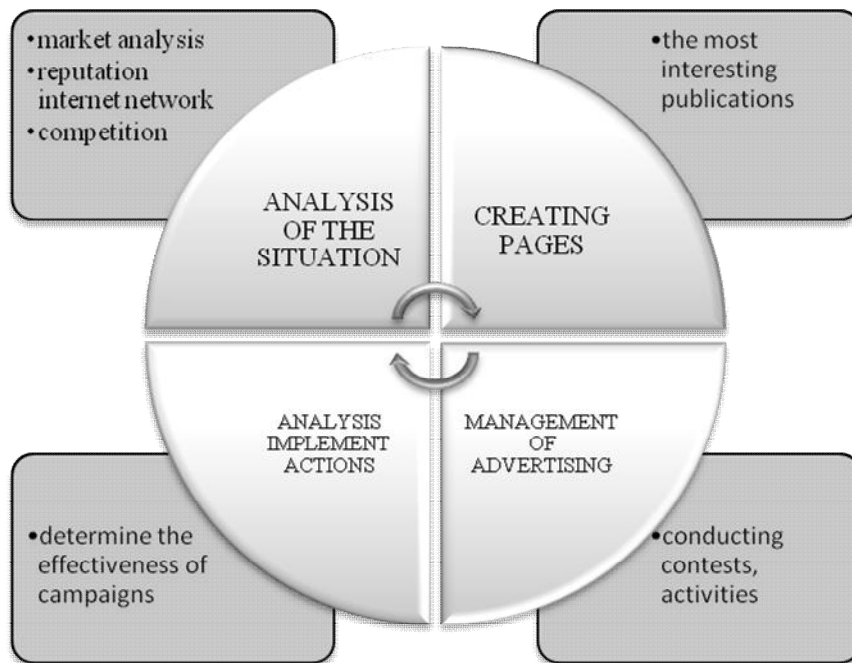 •market analysis
•reputation
internet network
•competition
•the most
interesting
publications
ANALYSIS
OF THE
SITUATION
CREATING
PAGES
ANALYSIS
IMPLEMENT
ACTIONS
MANAGEMENT
OF
ADVERTISING
•determine the
effectiveness of
campaigns
•conducting
contests,
activities